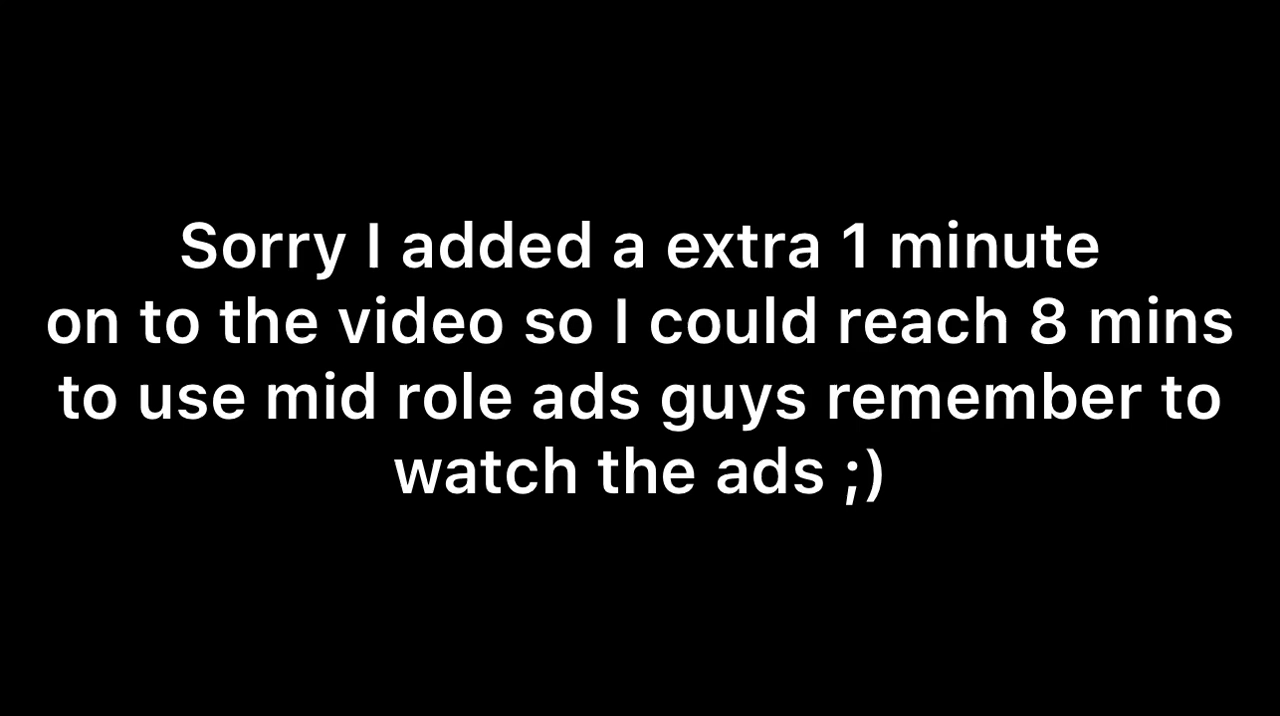 Sorry I added a extra 1 minute
on to the video so I could reach 8 mins
to use mid role ads guys remember to
watch the ads ;)